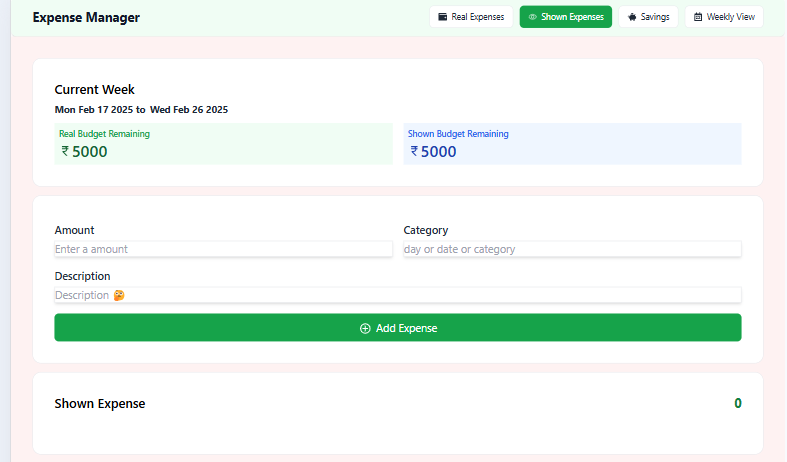 Expense Manager
Real Expenses
Shown Expenses
Savings
Weekly View
Current Week
Mon Feb 17 2025 to Wed Feb 26 2025
Real Budget Remaining
₹ 5000
Shown Budget Remaining
₹ 5000
Amount
Enter a amount
Category
day or date or category
Description
Description 🤔
Add Expense
Shown Expense
0